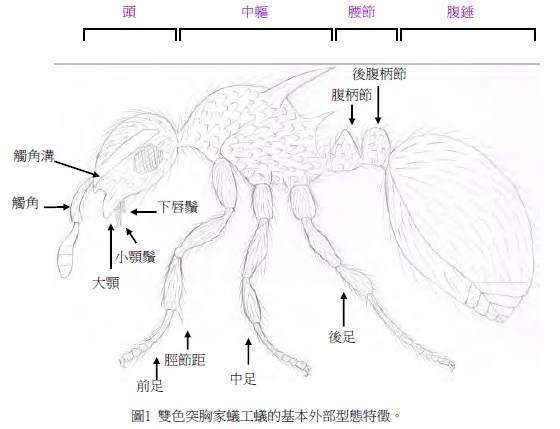 頭 中軀 腰節 腹錘
後腹柄節
腹柄節
觸角溝
觸角
下唇鬚
小顎鬚
大顎
後足
脛節距
中足
前足
圖1 雙色突胸家蟻工蟻的基本外部型態特徵。